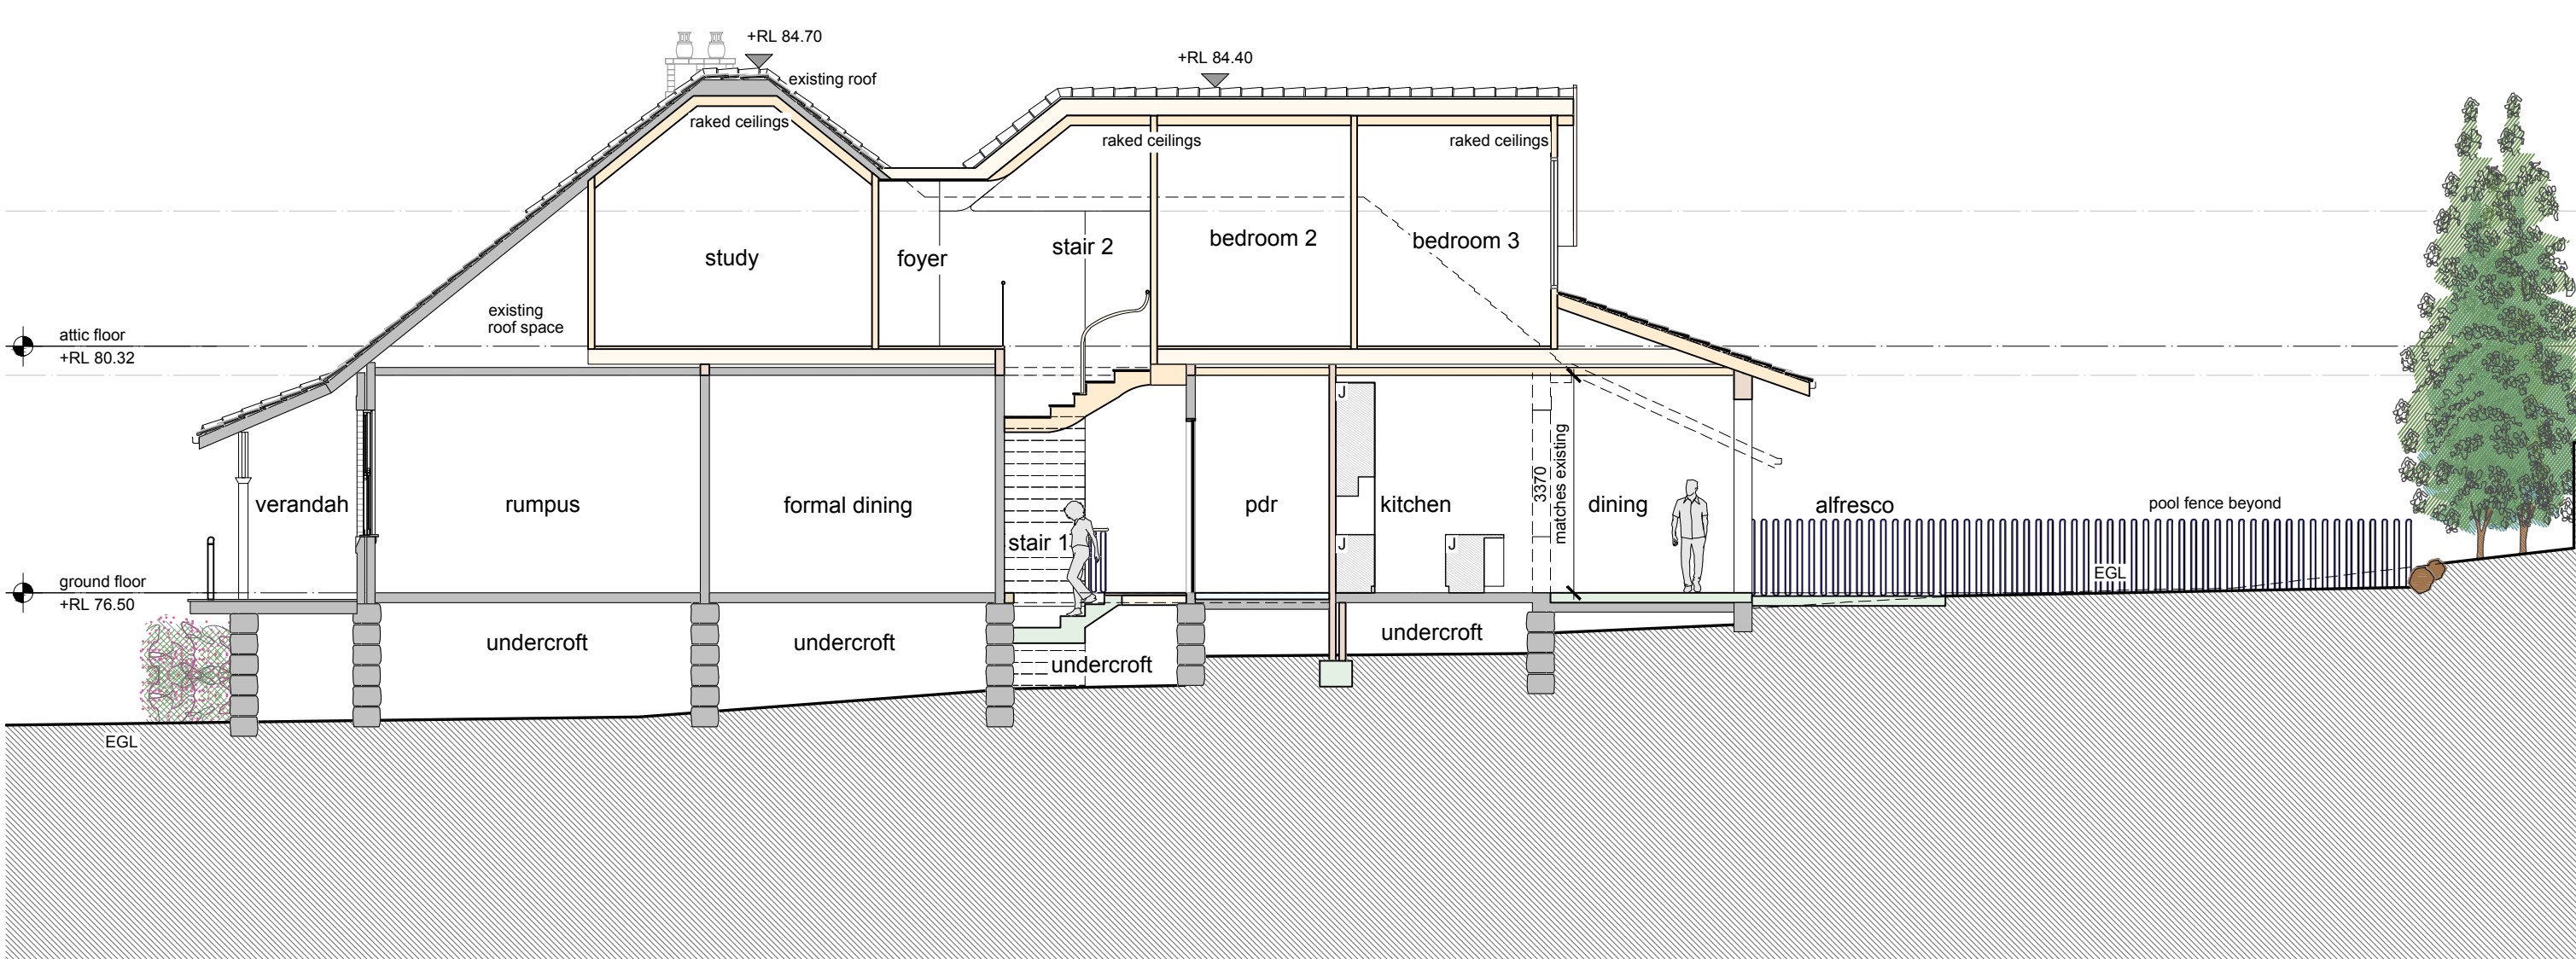 +RL 84.70
+RL 84.40
existing roof
raked ceilings
raked ceilings
raked ceilings
study
foyer
stair 2
bedroom 2
bedroom 3
existing
roof space
attic floor
+RL 80.32
J
verandah
rumpus
formal dining
stair 1
pdr
J
kitchen
3370
matches existing
dining
alfresco
pool fence beyond
EGL
ground floor
+RL 76.50
J
undercroft
undercroft
undercroft
undercroft
EGL